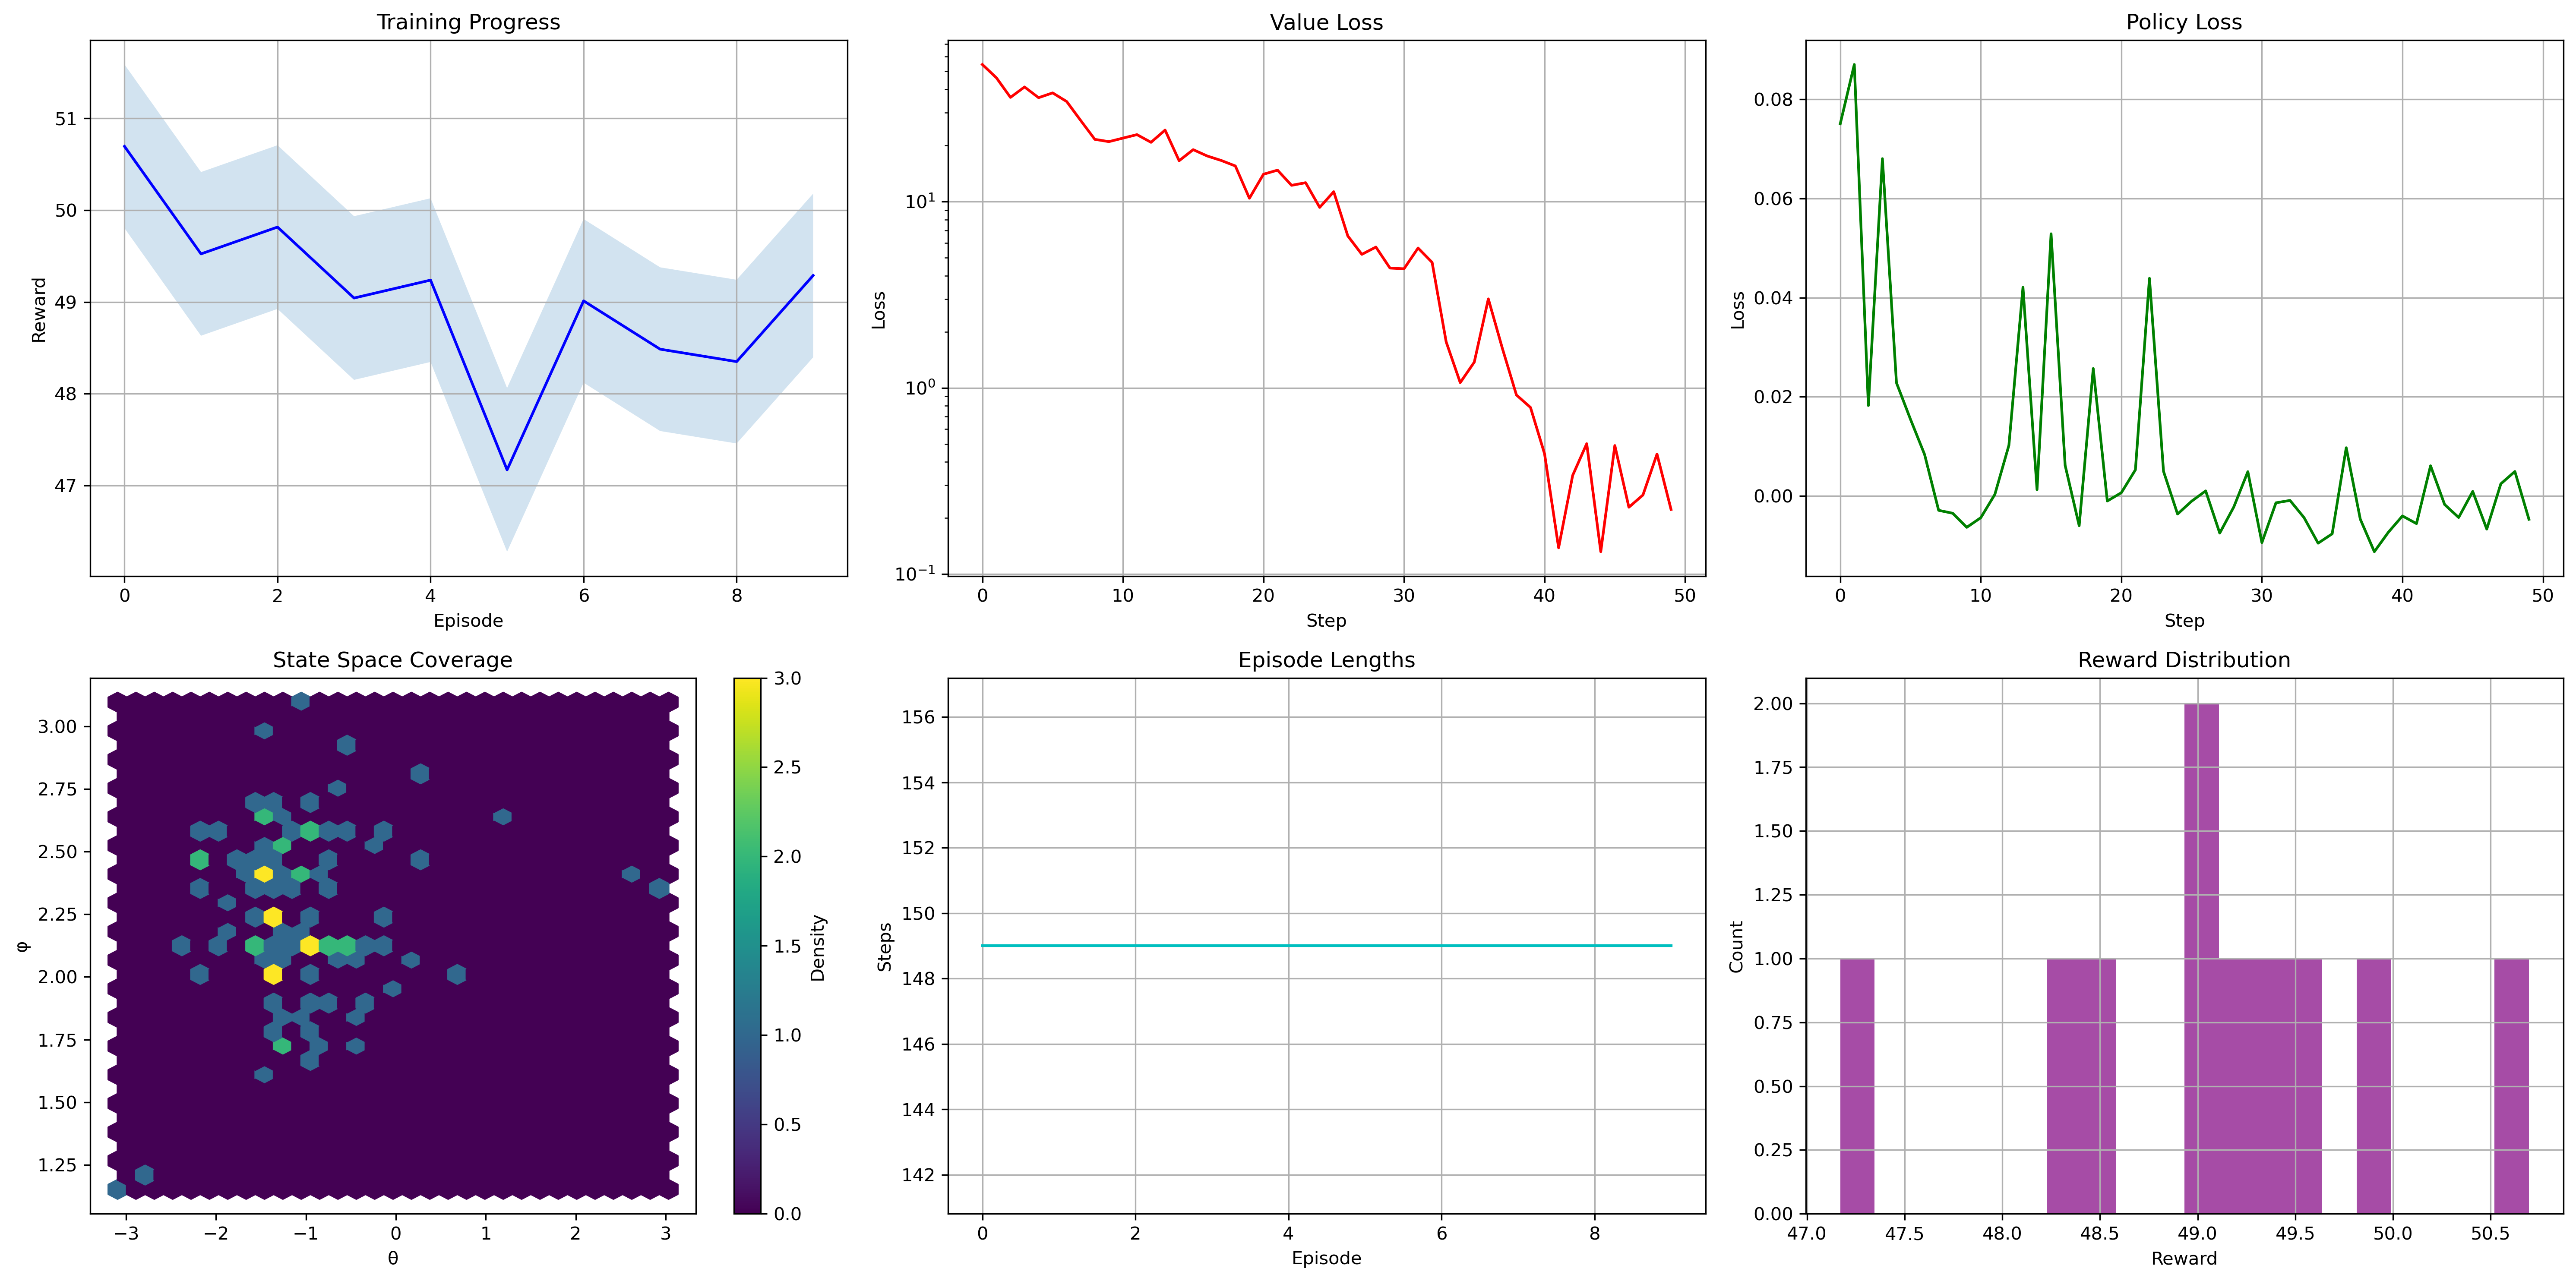 Training Progress
Reward
51
50
49
48
47
0 2 4 6 8
Episode
Value Loss
Loss
10¹
10⁰
10⁻¹
0 10 20 30 40 50
Step
Policy Loss
Loss
0.08
0.06
0.04
0.02
0.00
0 10 20 30 40 50
Step
State Space Coverage
φ
3.00
2.75
2.50
2.25
2.00
1.75
1.50
1.25
−3 −2 −1 0 1 2 3
θ
3.0
2.5
2.0
1.5
1.0
0.5
0.0
Density
Episode Lengths
Steps
156
154
152
150
148
146
144
142
0 2 4 6 8
Episode
Reward Distribution
Count
2.00
1.75
1.50
1.25
1.00
0.75
0.50
0.25
0.00
47.0 47.5 48.0 48.5 49.0 49.5 50.0 50.5
Reward